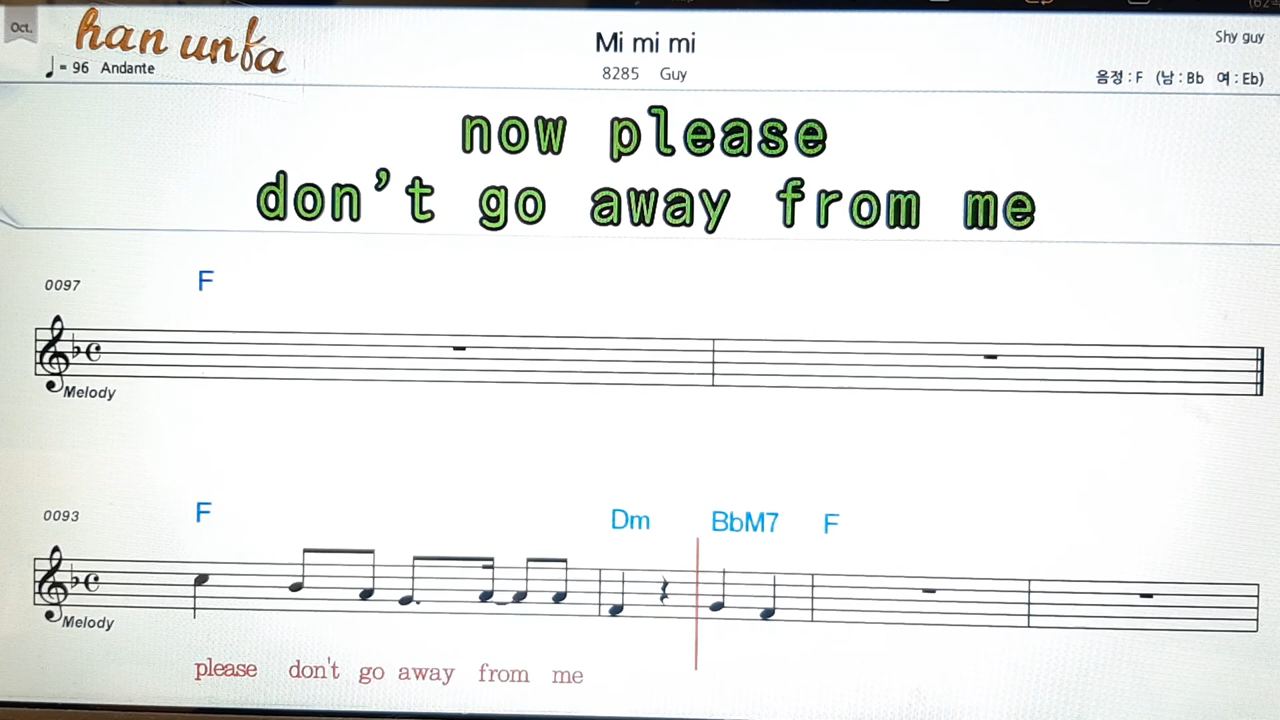 Oct.
han unfa
♩= 96 Andante
Mi mi mi
8285 Guy
Shy guy
음정 : F (남 : Bb 여 : Eb)
now please
don't go away from me
0097
F
Melody
0093
F Dm BbM7 F
Melody
please don't go away from me